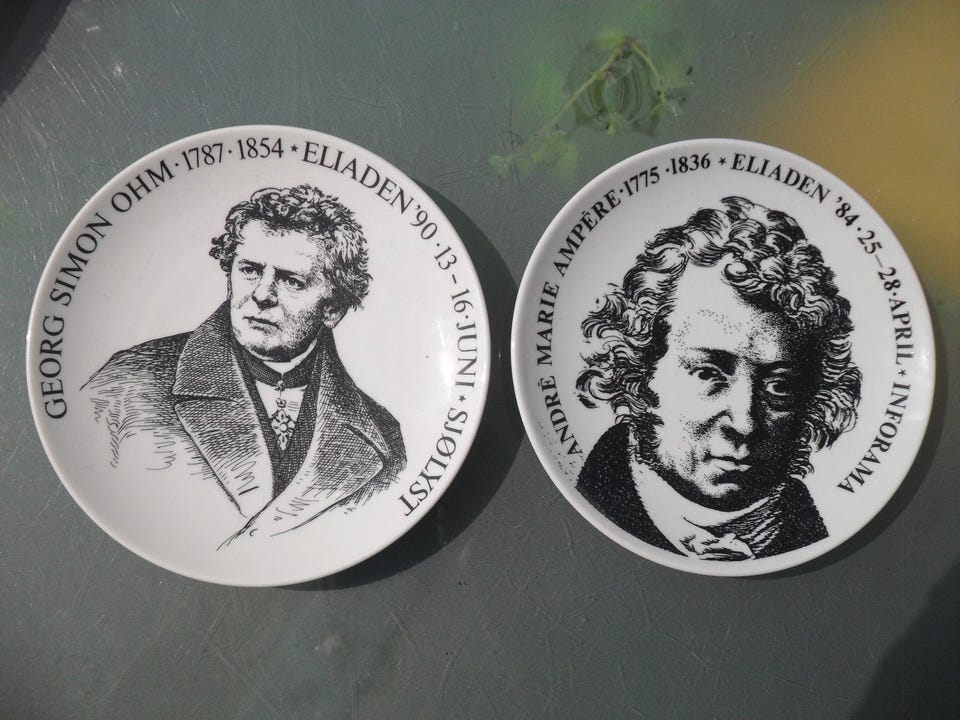 GEORG SIMON OHM·1787·1854 * ELIADEN'90·13-16·JUNI * SJØLYST
ANDRÉ MARIE AMPÉRE·1775·1836 * ELIADEN '84·25-28·APRIL * INFORAMA